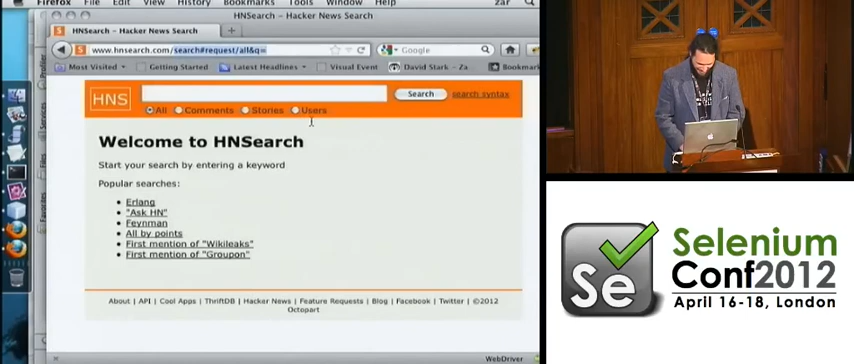 Firefox File Edit View History Bookmarks Tools Window Help zar
HNSearch – Hacker News Search
HNSearch – Hacker News Search
www.hnsearch.com/search#request/all&q=
Google
Most Visited
Getting Started
Latest Headlines
Visual Event
David Stark – Za...
Bookmark
HNS
Search
search syntax
All Comments Stories Users
Welcome to HNSearch
Start your search by entering a keyword
Popular searches:
Erlang
"Ask HN"
Feynman
All by points
First mention of "Wikileaks"
First mention of "Groupon"
About | API | Cool Apps | ThriftDB | Hacker News | Feature Requests | Blog | Facebook | Twitter | ©2012
Octopart
WebDriver
Se
Selenium
Conf2012
April 16-18, London